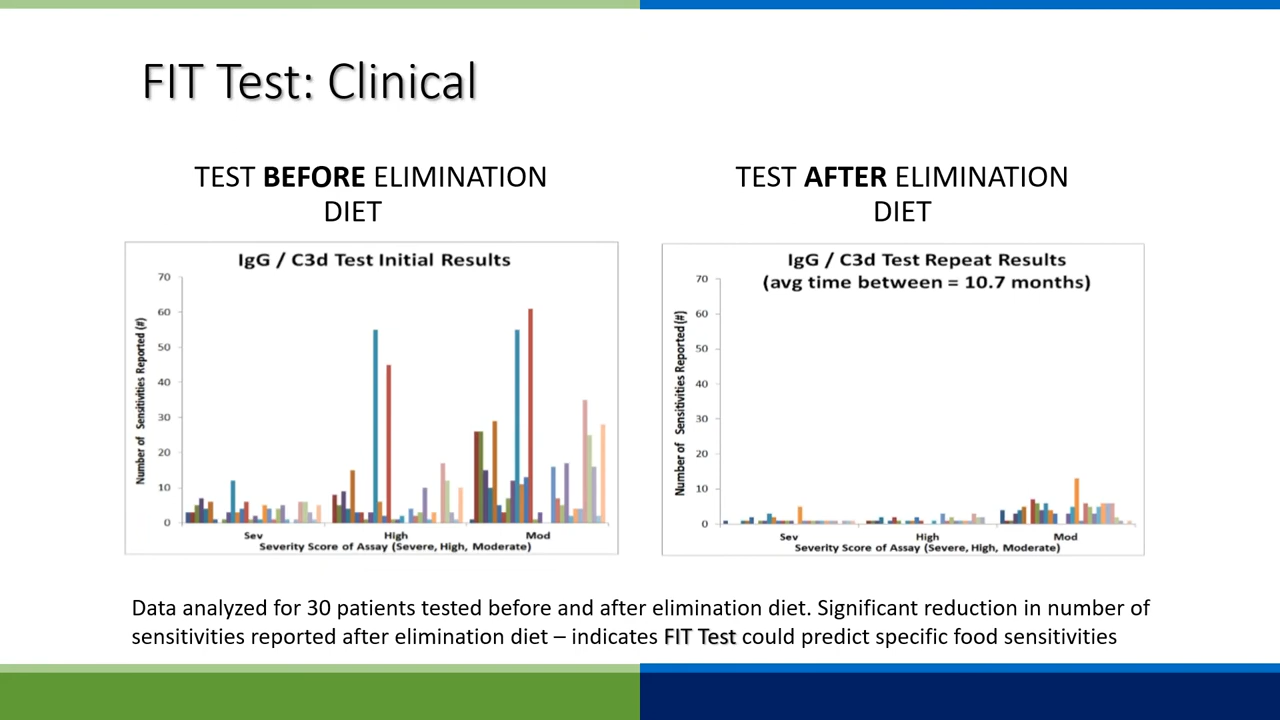 FIT Test: Clinical
TEST BEFORE ELIMINATION
DIET
IgG / C3d Test Initial Results
70
60
50
40
30
20
10
0
Number of Sensitivities Reported (#)
Sev High Mod
Severity Score of Assay (Severe, High, Moderate)
TEST AFTER ELIMINATION
DIET
IgG / C3d Test Repeat Results
(avg time between = 10.7 months)
70
60
50
40
30
20
10
0
Number of Sensitivities Reported (#)
Sev High Mod
Severity Score of Assay (Severe, High, Moderate)
Data analyzed for 30 patients tested before and after elimination diet. Significant reduction in number of
sensitivities reported after elimination diet – indicates FIT Test could predict specific food sensitivities